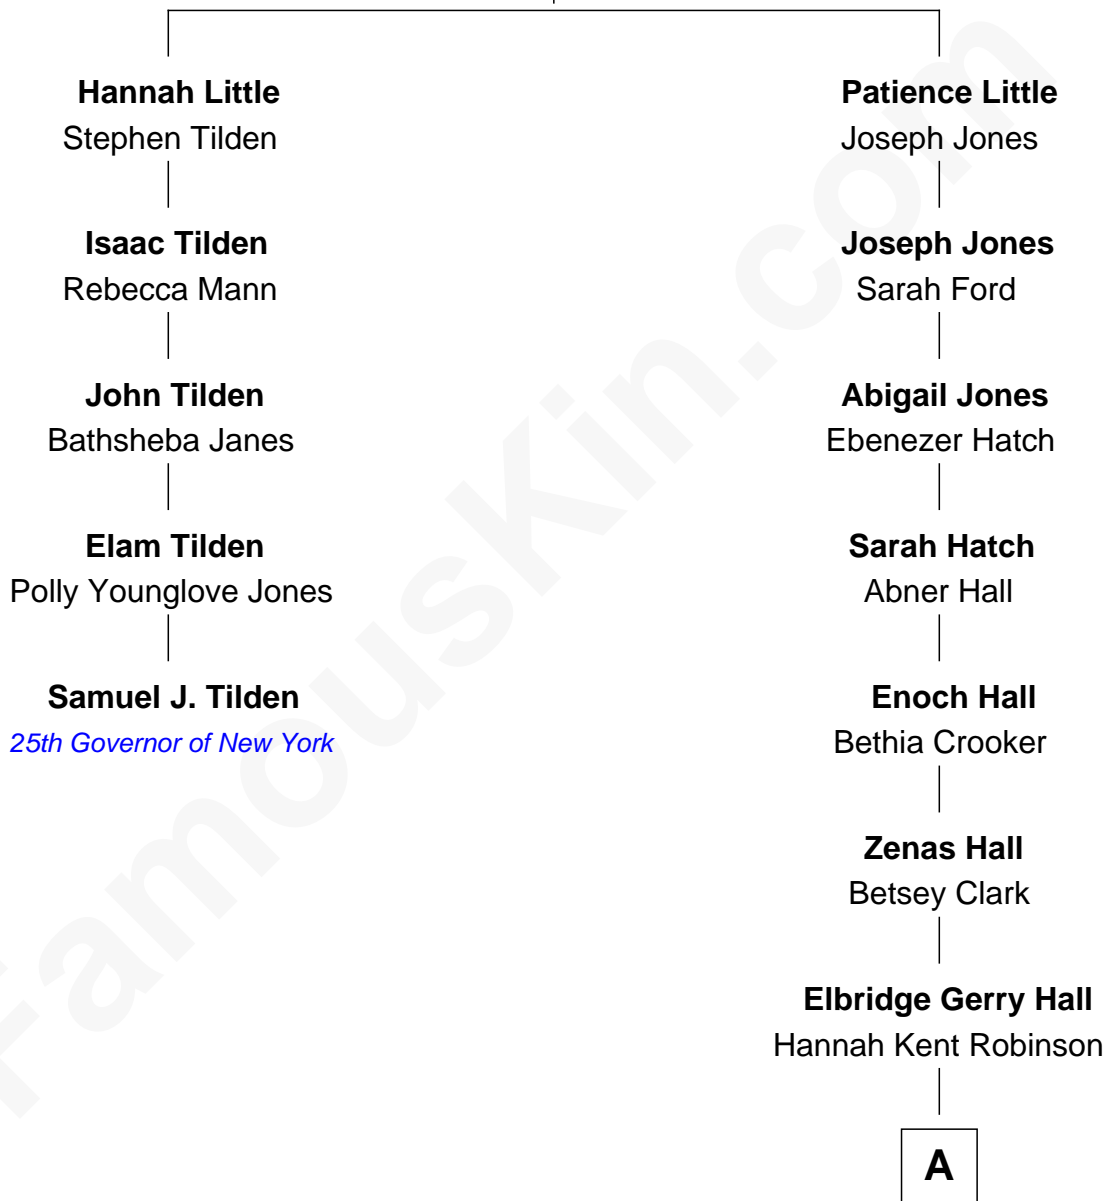 Hannah Little
Stephen Tilden
Isaac Tilden
Rebecca Mann
John Tilden
Bathsheba Janes
Elam Tilden
Polly Younglove Jones
Samuel J. Tilden
25th Governor of New York
Patience Little
Joseph Jones
Joseph Jones
Sarah Ford
Abigail Jones
Ebenezer Hatch
Sarah Hatch
Abner Hall
Enoch Hall
Bethia Crooker
Zenas Hall
Betsey Clark
Elbridge Gerry Hall
Hannah Kent Robinson
A
FamousKin.com